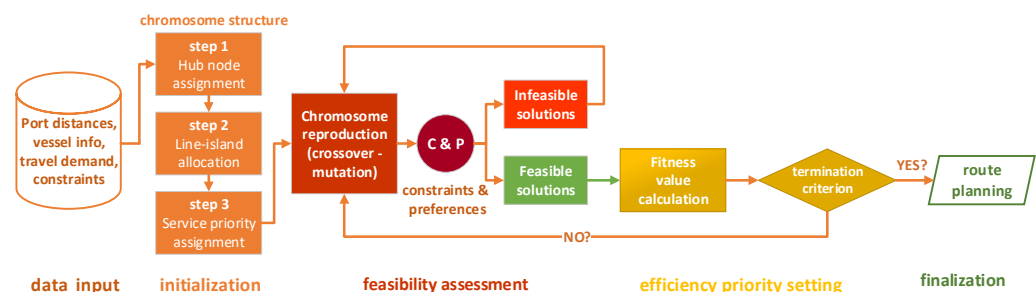 chromosome structure
Port distances,
vessel info,
travel demand,
constraints
step 1
Hub node
assignment
step 2
Line-island
allocation
step 3
Service priority
assignment
Chromosome
reproduction
(crossover -
mutation)
C & P
constraints &
preferences
Infeasible
solutions
Feasible
solutions
Fitness
value
calculation
termination
criterion
YES?
NO?
route
planning
data input
initialization
feasibility assessment
efficiency priority setting
finalization